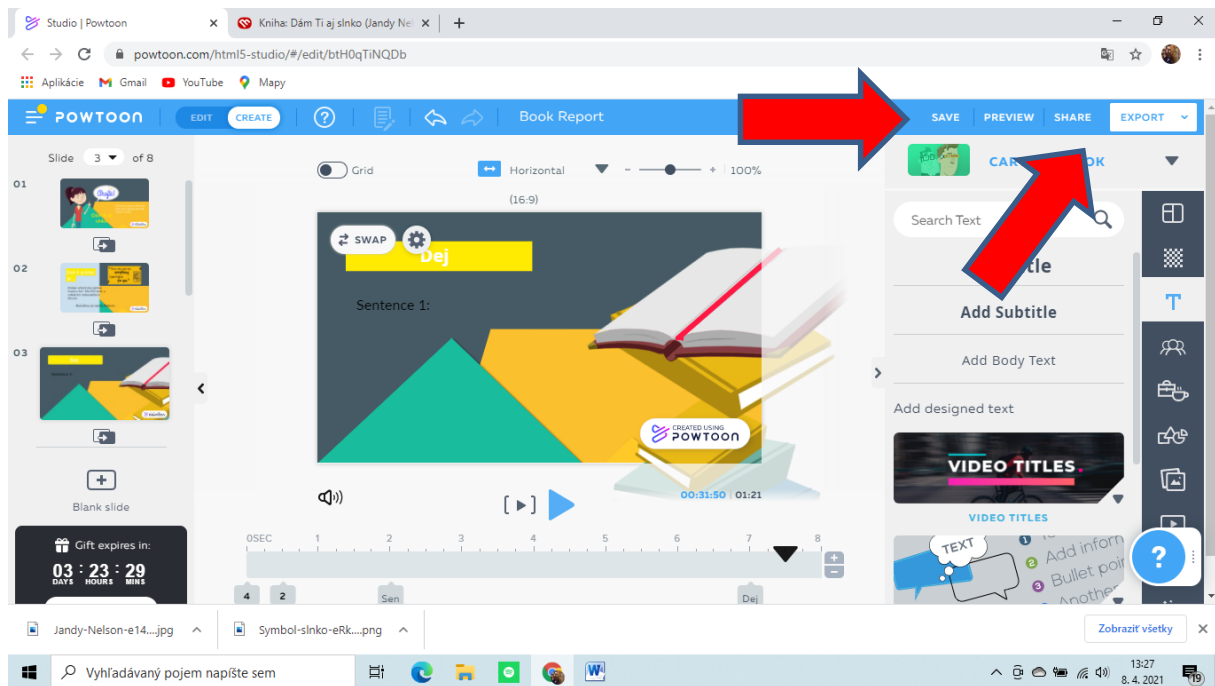 Studio | Powtoon
Kniha: Dám Ti aj slnko (Jandy Nel
powtoon.com/html5-studio/#/edit/btH0qTiNQDb
Aplikácie Gmail YouTube Mapy
POWTOON EDIT CREATE ? Book Report SAVE PREVIEW SHARE EXPORT
Slide 3 of 8
Grid
Horizontal
(16:9)
- + 100%
01
02
03
Blank slide
Gift expires in:
03 : 23 : 29
DAYS HOURS MINS
SWAP
Dej
Sentence 1:
CREATED USING
POWTOON
00:31:50 01:21
0SEC 1 2 3 4 5 6 7 8
+
-
4 2 Sen Dej
Search Text
Add Subtitle
Add Body Text
Add designed text
VIDEO TITLES.
VIDEO TITLES
TEXT
Add inform
Bullet poin
Another
?
Jandy-Nelson-e14....jpg
Symbol-slnko-eRk....png
Zobraziť všetky
Vyhľadávaný pojem napíšte sem
13:27
8. 4. 2021
19